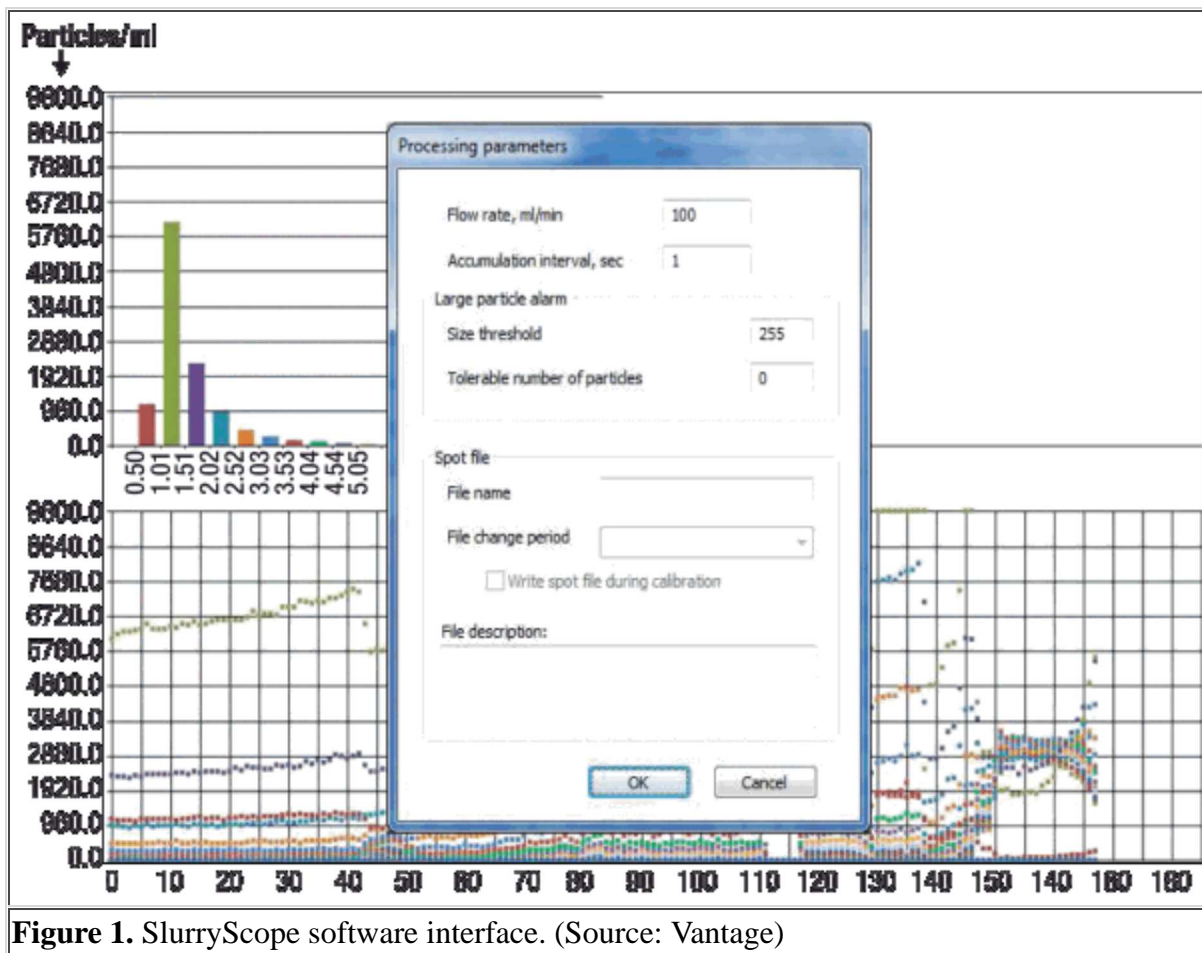 Particles/ml
9600.0
8640.0
7680.0
6720.0
5760.0
4800.0
3840.0
2880.0
1920.0
960.0
0.0
0.50 1.01 1.51 2.02 2.52 3.03 3.53 4.04 4.54 5.05
Processing parameters
Flow rate, ml/min 100
Accumulation interval, sec 1
Large particle alarm
Size threshold 255
Tolerable number of particles 0
Spot file
File name
File change period
Write spot file during calibration
File description:
OK Cancel
9600.0
8640.0
7680.0
6720.0
5760.0
4800.0
3840.0
2880.0
1920.0
960.0
0.0
0 10 20 30 40 50 60 70 80 90 100 110 120 130 140 150 140
Figure 1. SlurryScope software interface. (Source: Vantage)